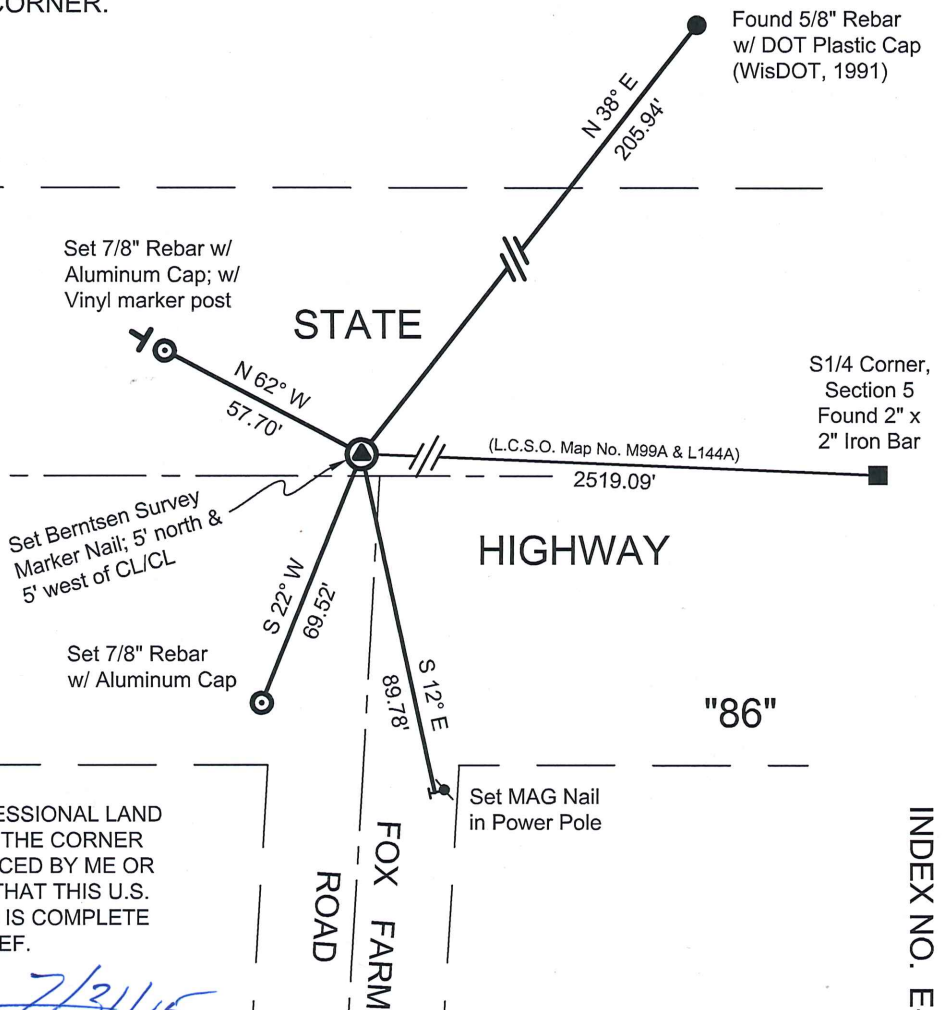 CORNER.
Found 5/8" Rebar
w/ DOT Plastic Cap
(WisDOT, 1991)
N 38° E
205.94'
Set 7/8" Rebar w/
Aluminum Cap; w/
Vinyl marker post
STATE
N 62° W
57.70'
S1/4 Corner,
Section 5
Found 2" x
2" Iron Bar
(L.C.S.O. Map No. M99A & L144A)
2519.09'
Set Berntsen Survey
Marker Nail; 5' north &
5' west of CL/CL
HIGHWAY
S 22° W
69.52'
Set 7/8" Rebar
w/ Aluminum Cap
S 12° E
89.78'
"86"
Set MAG Nail
in Power Pole
ESSIONAL LAND
THE CORNER
CED BY ME OR
THAT THIS U.S.
IS COMPLETE
EF.
7/31/15
FOX FARM
ROAD
INDEX NO. E-